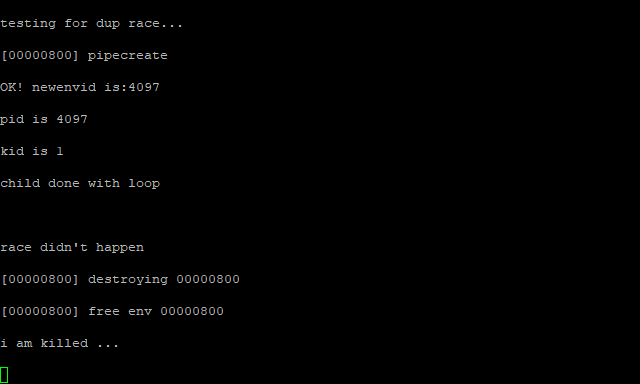 testing for dup race...
[00000800] pipecreate
OK! newenvid is:4097
pid is 4097
kid is 1
child done with loop
race didn't happen
[00000800] destroying 00000800
[00000800] free env 00000800
i am killed ...